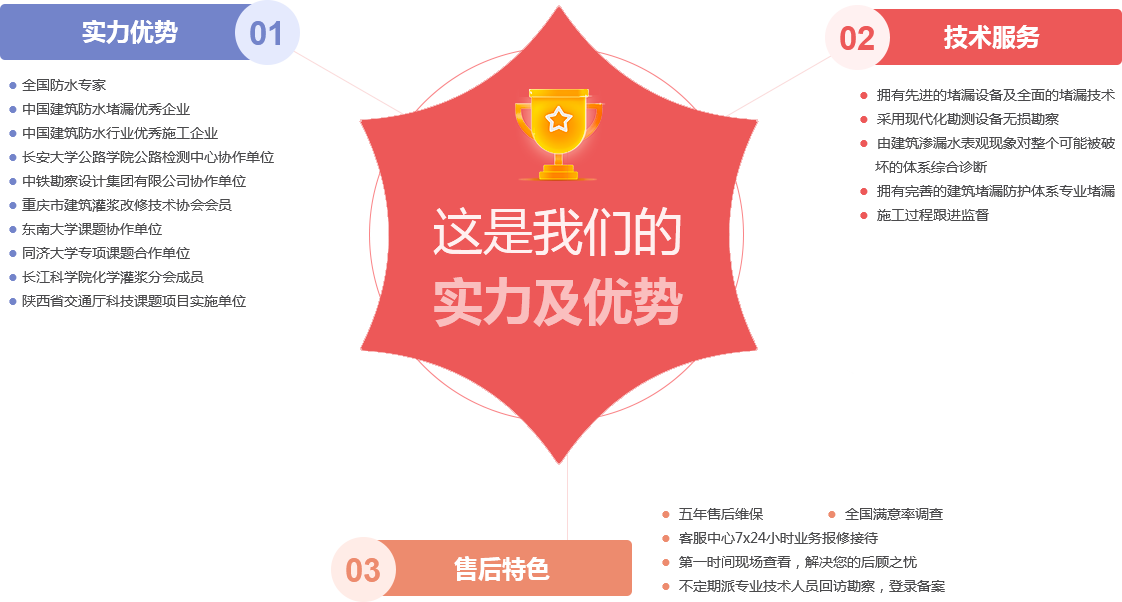 实力优势
01
全国防水专家
中国建筑防水堵漏优秀企业
中国建筑防水行业优秀施工企业
长安大学公路学院公路检测中心协作单位
中铁勘察设计集团有限公司协作单位
重庆市建筑灌浆改修技术协会会员
东南大学课题协作单位
同济大学专项课题合作单位
长江科学院化学灌浆分会成员
陕西省交通厅科技课题项目实施单位
这是我们的
实力及优势
02
技术服务
拥有先进的堵漏设备及全面的堵漏技术
采用现代化勘测设备无损勘察
由建筑渗漏水表观现象对整个可能被破
坏的体系综合诊断
拥有完善的建筑堵漏防护体系专业堵漏
施工过程跟进监督
03
售后特色
五年售后维保 全国满意率调查
客服中心7x24小时业务报修接待
第一时间现场查看，解决您的后顾之忧
不定期派专业技术人员回访勘察，登录备案